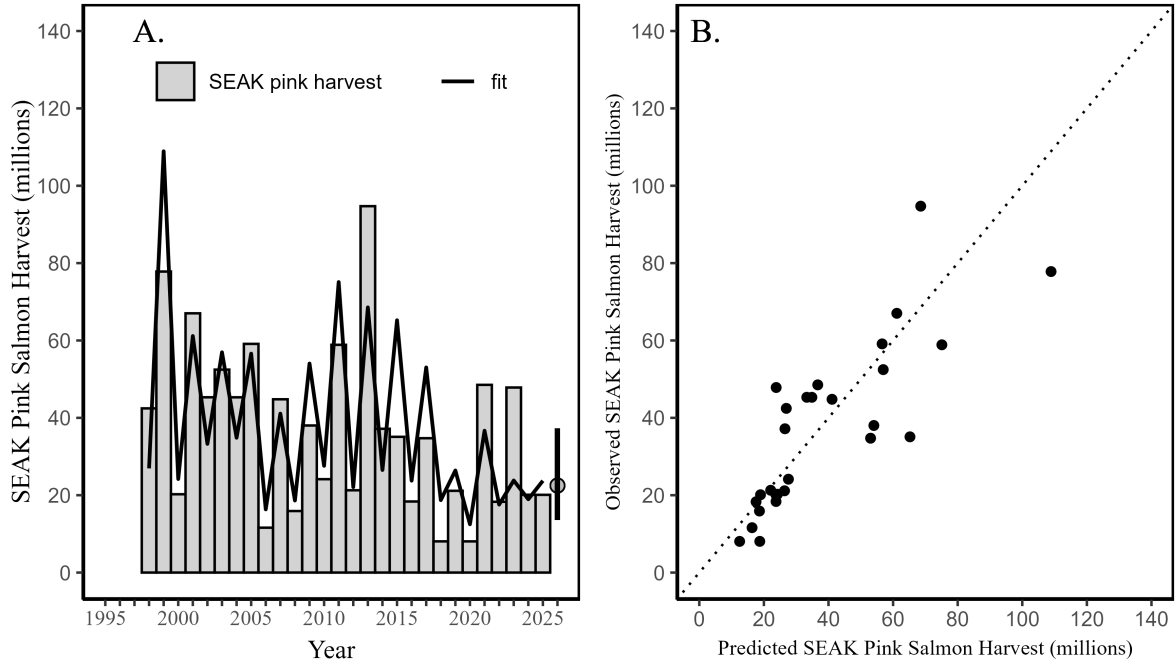 A.
SEAK pink harvest
fit
SEAK Pink Salmon Harvest (millions)
140
120
100
80
60
40
20
0
1995 2000 2005 2010 2015 2020 2025
Year
B.
Observed SEAK Pink Salmon Harvest (millions)
140
120
100
80
60
40
20
0
0 20 40 60 80 100 120 140
Predicted SEAK Pink Salmon Harvest (millions)